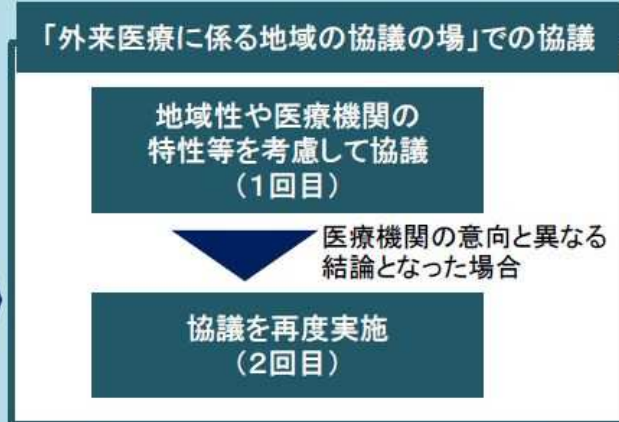 「外来医療に係る地域の協議の場」での協議
地域性や医療機関の
特性等を考慮して協議
（1回目）
医療機関の意向と異なる
結論となった場合
協議を再度実施
（2回目）